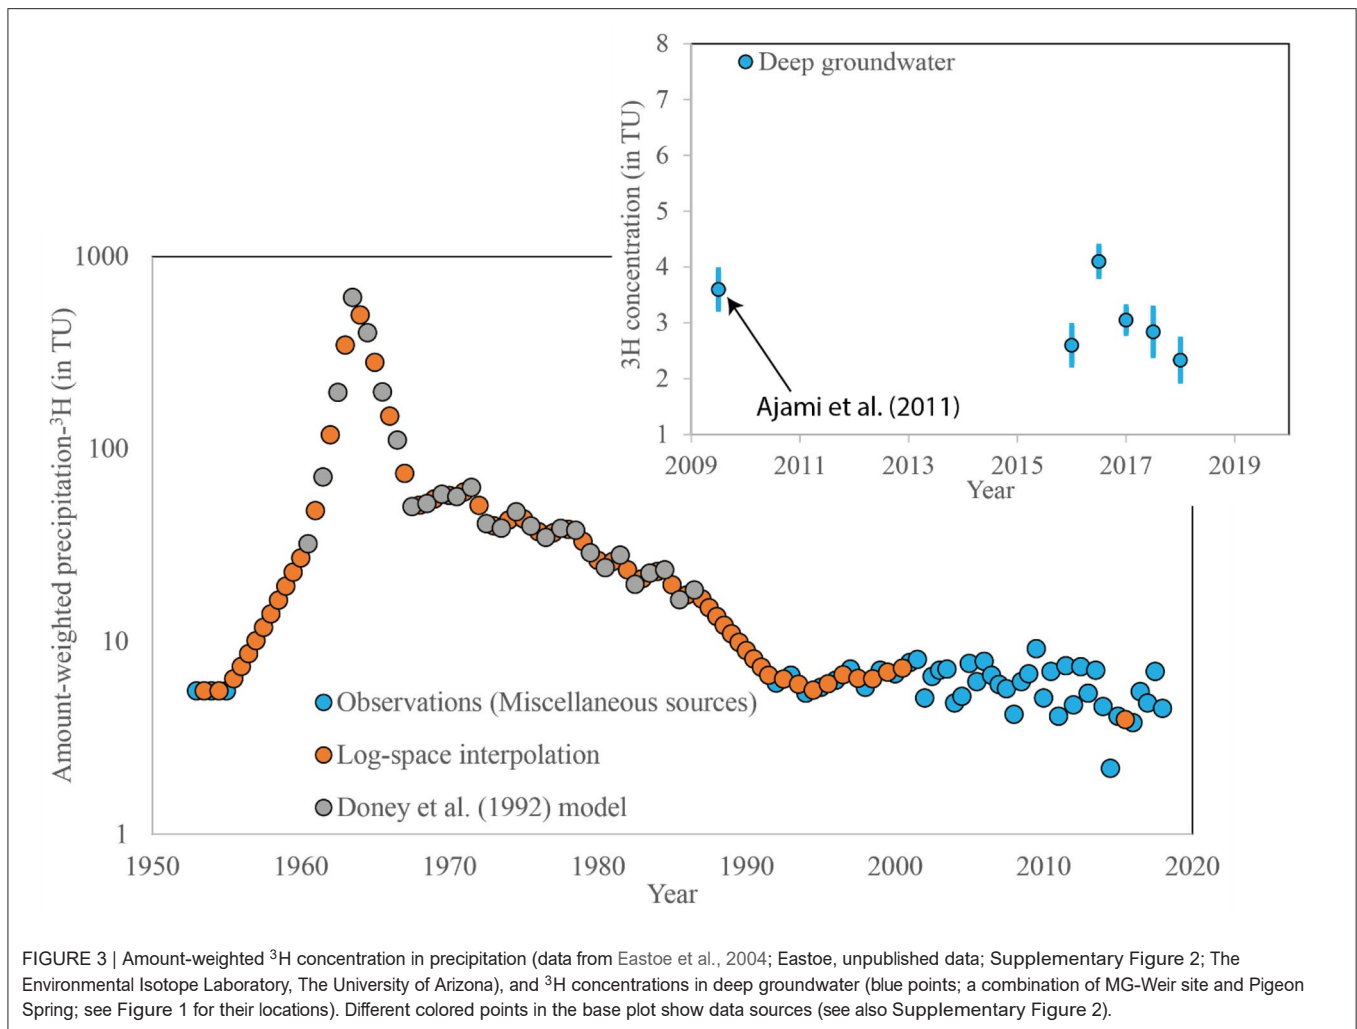 8
Deep groundwater
7
6
5
4
3
2
1
3H concentration (in TU)
Ajami et al. (2011)
2009 2011 2013 2015 2017 2019
Year
1000
100
10
1
Amount-weighted precipitation-³H (in TU)
Observations (Miscellaneous sources)
Log-space interpolation
Doney et al. (1992) model
1950 1960 1970 1980 1990 2000 2010 2020
Year
FIGURE 3 | Amount-weighted ³H concentration in precipitation (data from Eastoe et al., 2004; Eastoe, unpublished data; Supplementary Figure 2; The
Environmental Isotope Laboratory, The University of Arizona), and ³H concentrations in deep groundwater (blue points; a combination of MG-Weir site and Pigeon
Spring; see Figure 1 for their locations). Different colored points in the base plot show data sources (see also Supplementary Figure 2).